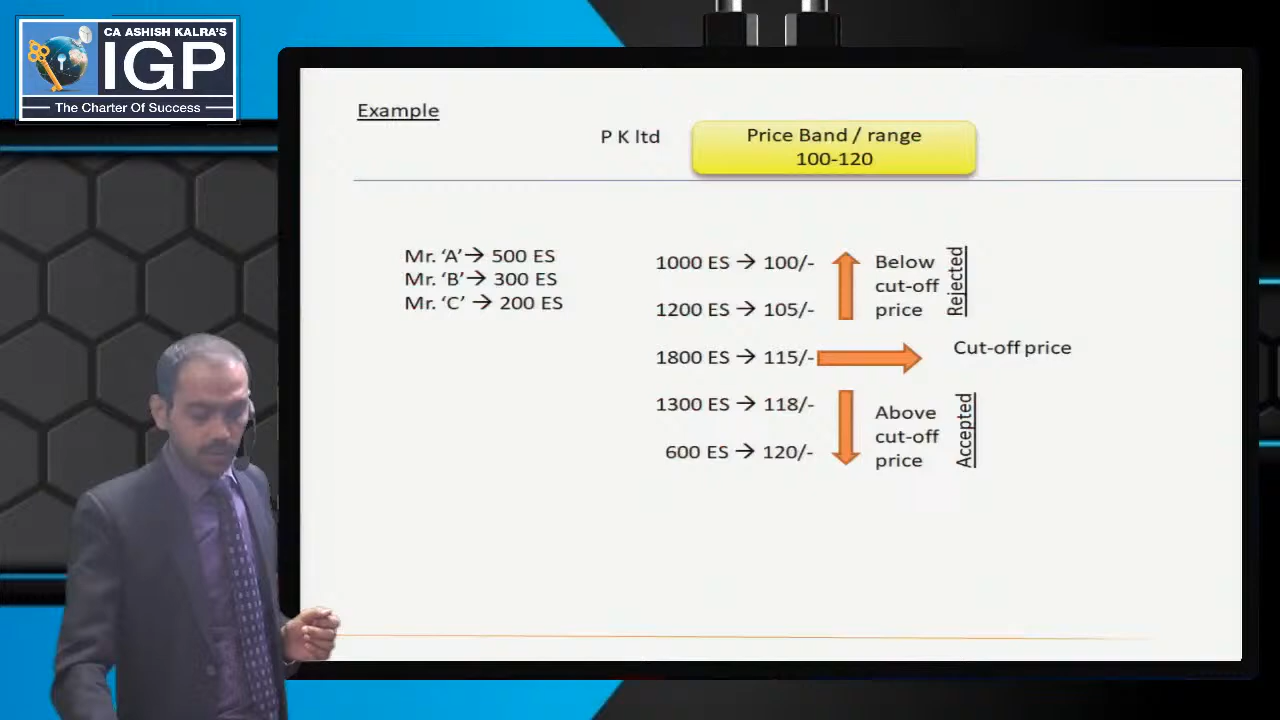 CA ASHISH KALRA'S
IGP
The Charter Of Success
Example
P K ltd
Price Band / range
100-120
Mr. ‘A’→ 500 ES
Mr. ‘B’→ 300 ES
Mr. ‘C’ → 200 ES
1000 ES → 100/-
1200 ES → 105/-
1800 ES → 115/-
1300 ES → 118/-
600 ES → 120/-
Below
cut-off
price
Rejected
Cut-off price
Above
cut-off
price
Accepted